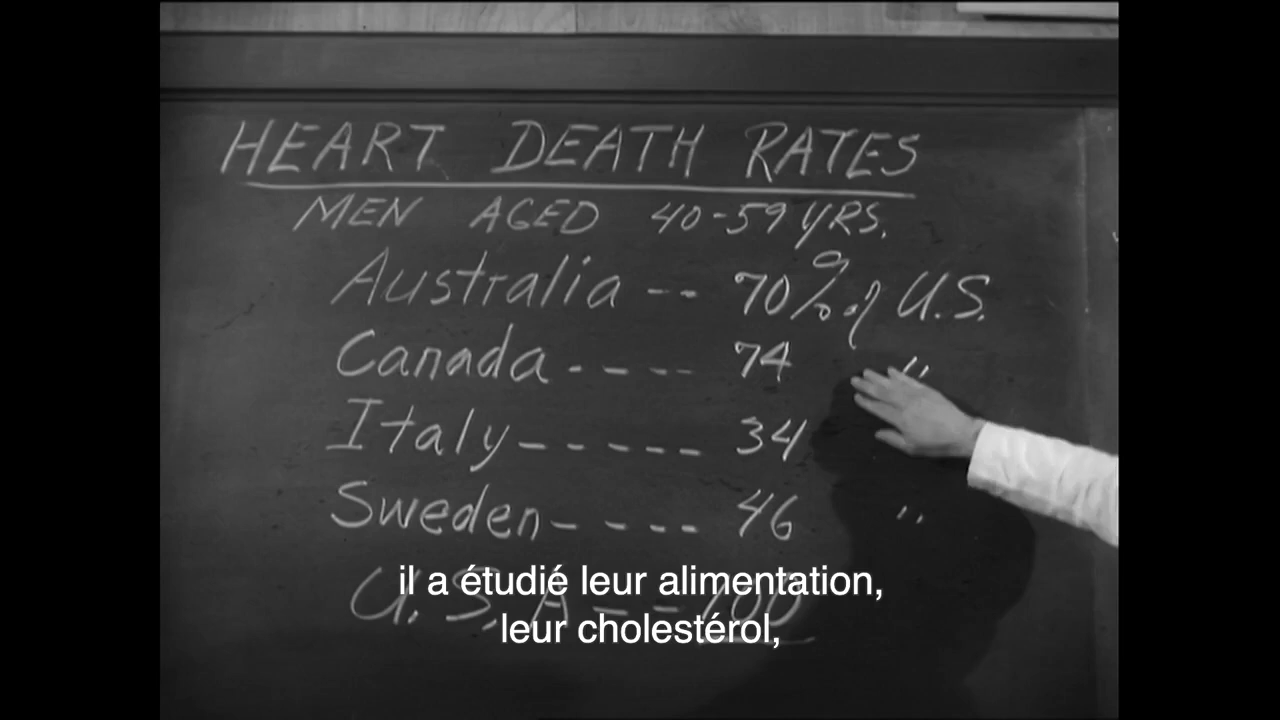 HEART DEATH RATES
MEN AGED 40-59 YRS.
Australia -- 70% of U.S.
Canada ---- 74 "
Italy ----- 34
Sweden ---- 46 "
U.S.A -- 100
il a étudié leur alimentation,
leur cholestérol,